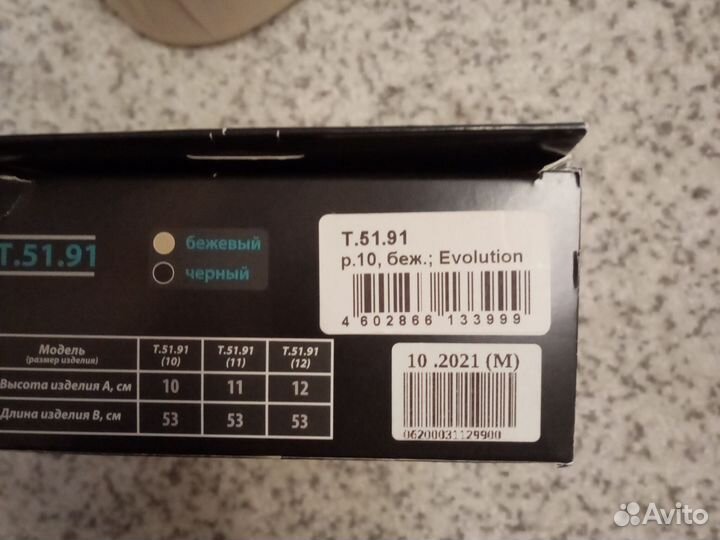 Т.51.91
бежевый
черный
Т.51.91
р.10, беж.; Evolution
4 602866 133999
10 .2021 (М)
06200031129900
Модель
(размер изделия)
Т.51.91
(10)
Т.51.91
(11)
Т.51.91
(12)
Высота изделия А, см 10 11 12
Длина изделия В, см 53 53 53
Avito